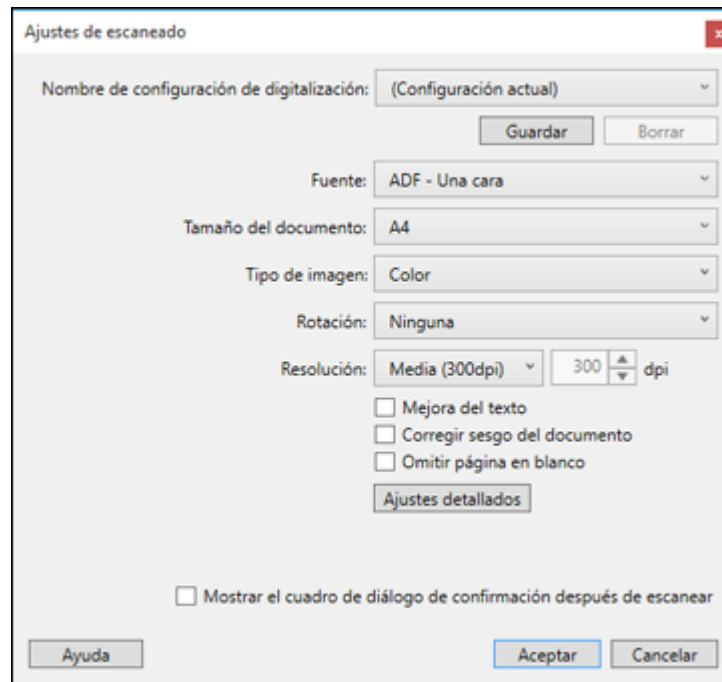 Ajustes de escaneado
x
Nombre de configuración de digitalización: (Configuración actual)
Guardar Borrar
Fuente: ADF - Una cara
Tamaño del documento: A4
Tipo de imagen: Color
Rotación: Ninguna
Resolución: Media (300dpi) 300 dpi
Mejora del texto
Corregir sesgo del documento
Omitir página en blanco
Ajustes detallados
Mostrar el cuadro de diálogo de confirmación después de escanear
Ayuda Aceptar Cancelar